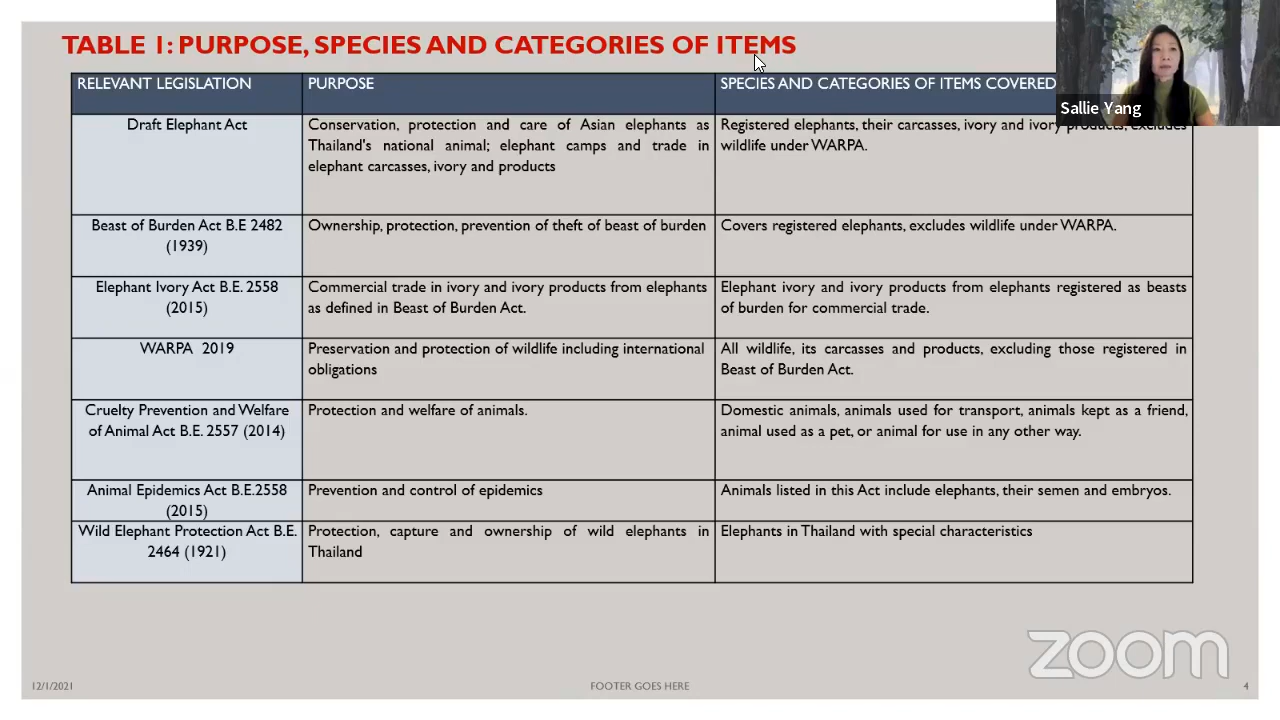 TABLE 1: PURPOSE, SPECIES AND CATEGORIES OF ITEMS
Sallie Yang
RELEVANT LEGISLATION
PURPOSE
SPECIES AND CATEGORIES OF ITEMS COVERED
Draft Elephant Act
Conservation, protection and care of Asian elephants as
Thailand's national animal; elephant camps and trade in
elephant carcasses, ivory and products
Registered elephants, their carcasses, ivory and ivory products, excludes
wildlife under WARPA.
Beast of Burden Act B.E 2482
(1939)
Ownership, protection, prevention of theft of beast of burden
Covers registered elephants, excludes wildlife under WARPA.
Elephant Ivory Act B.E. 2558
(2015)
Commercial trade in ivory and ivory products from elephants
as defined in Beast of Burden Act.
Elephant ivory and ivory products from elephants registered as beasts
of burden for commercial trade.
WARPA 2019
Preservation and protection of wildlife including international
obligations
All wildlife, its carcasses and products, excluding those registered in
Beast of Burden Act.
Cruelty Prevention and Welfare
of Animal Act B.E. 2557 (2014)
Protection and welfare of animals.
Domestic animals, animals used for transport, animals kept as a friend,
animal used as a pet, or animal for use in any other way.
Animal Epidemics Act B.E.2558
(2015)
Prevention and control of epidemics
Animals listed in this Act include elephants, their semen and embryos.
Wild Elephant Protection Act B.E.
2464 (1921)
Protection, capture and ownership of wild elephants in
Thailand
Elephants in Thailand with special characteristics
zoom
12/1/2021
FOOTER GOES HERE
4